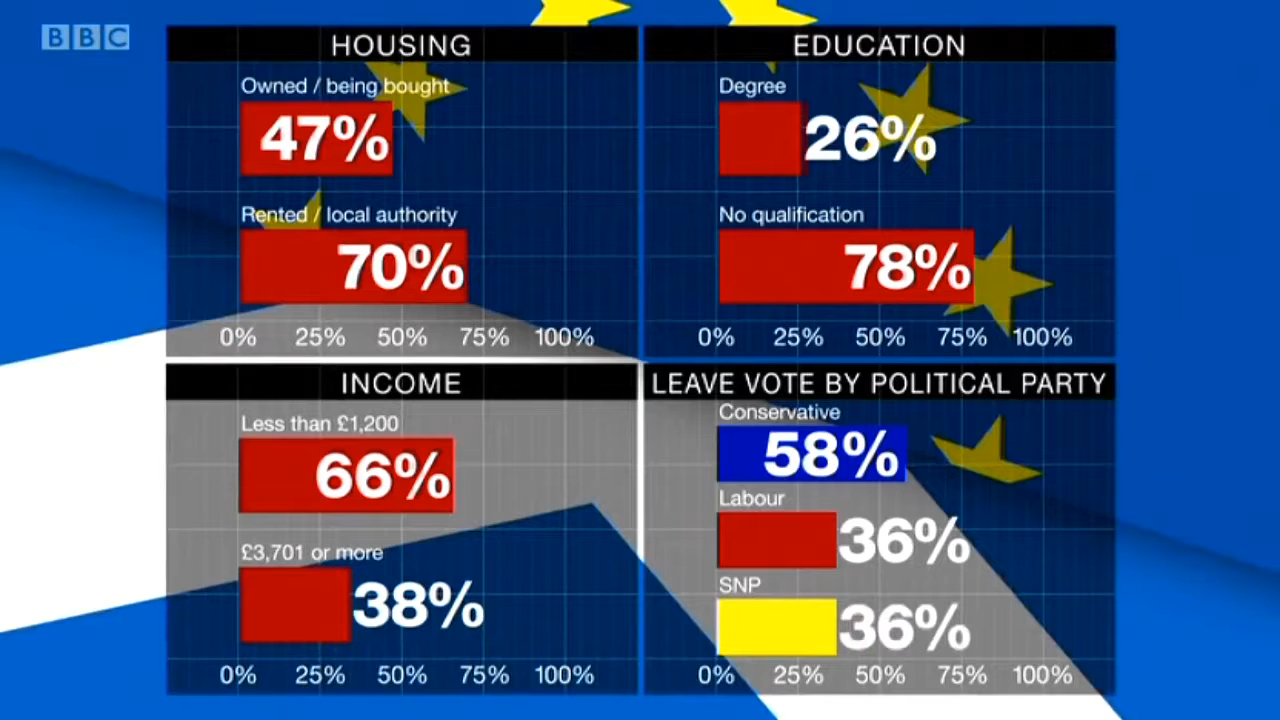 BBC
HOUSING
Owned / being bought
47%
Rented / local authority
70%
0% 25% 50% 75% 100%
EDUCATION
Degree
26%
No qualification
78%
0% 25% 50% 75% 100%
INCOME
Less than £1,200
66%
£3,701 or more
38%
0% 25% 50% 75% 100%
LEAVE VOTE BY POLITICAL PARTY
Conservative
58%
Labour
36%
SNP
36%
0% 25% 50% 75% 100%